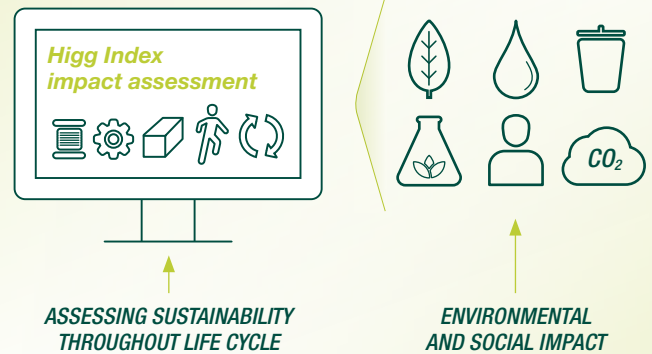 Higg Index
impact assessment
CO₂
ASSESSING SUSTAINABILITY
THROUGHOUT LIFE CYCLE
ENVIRONMENTAL
AND SOCIAL IMPACT